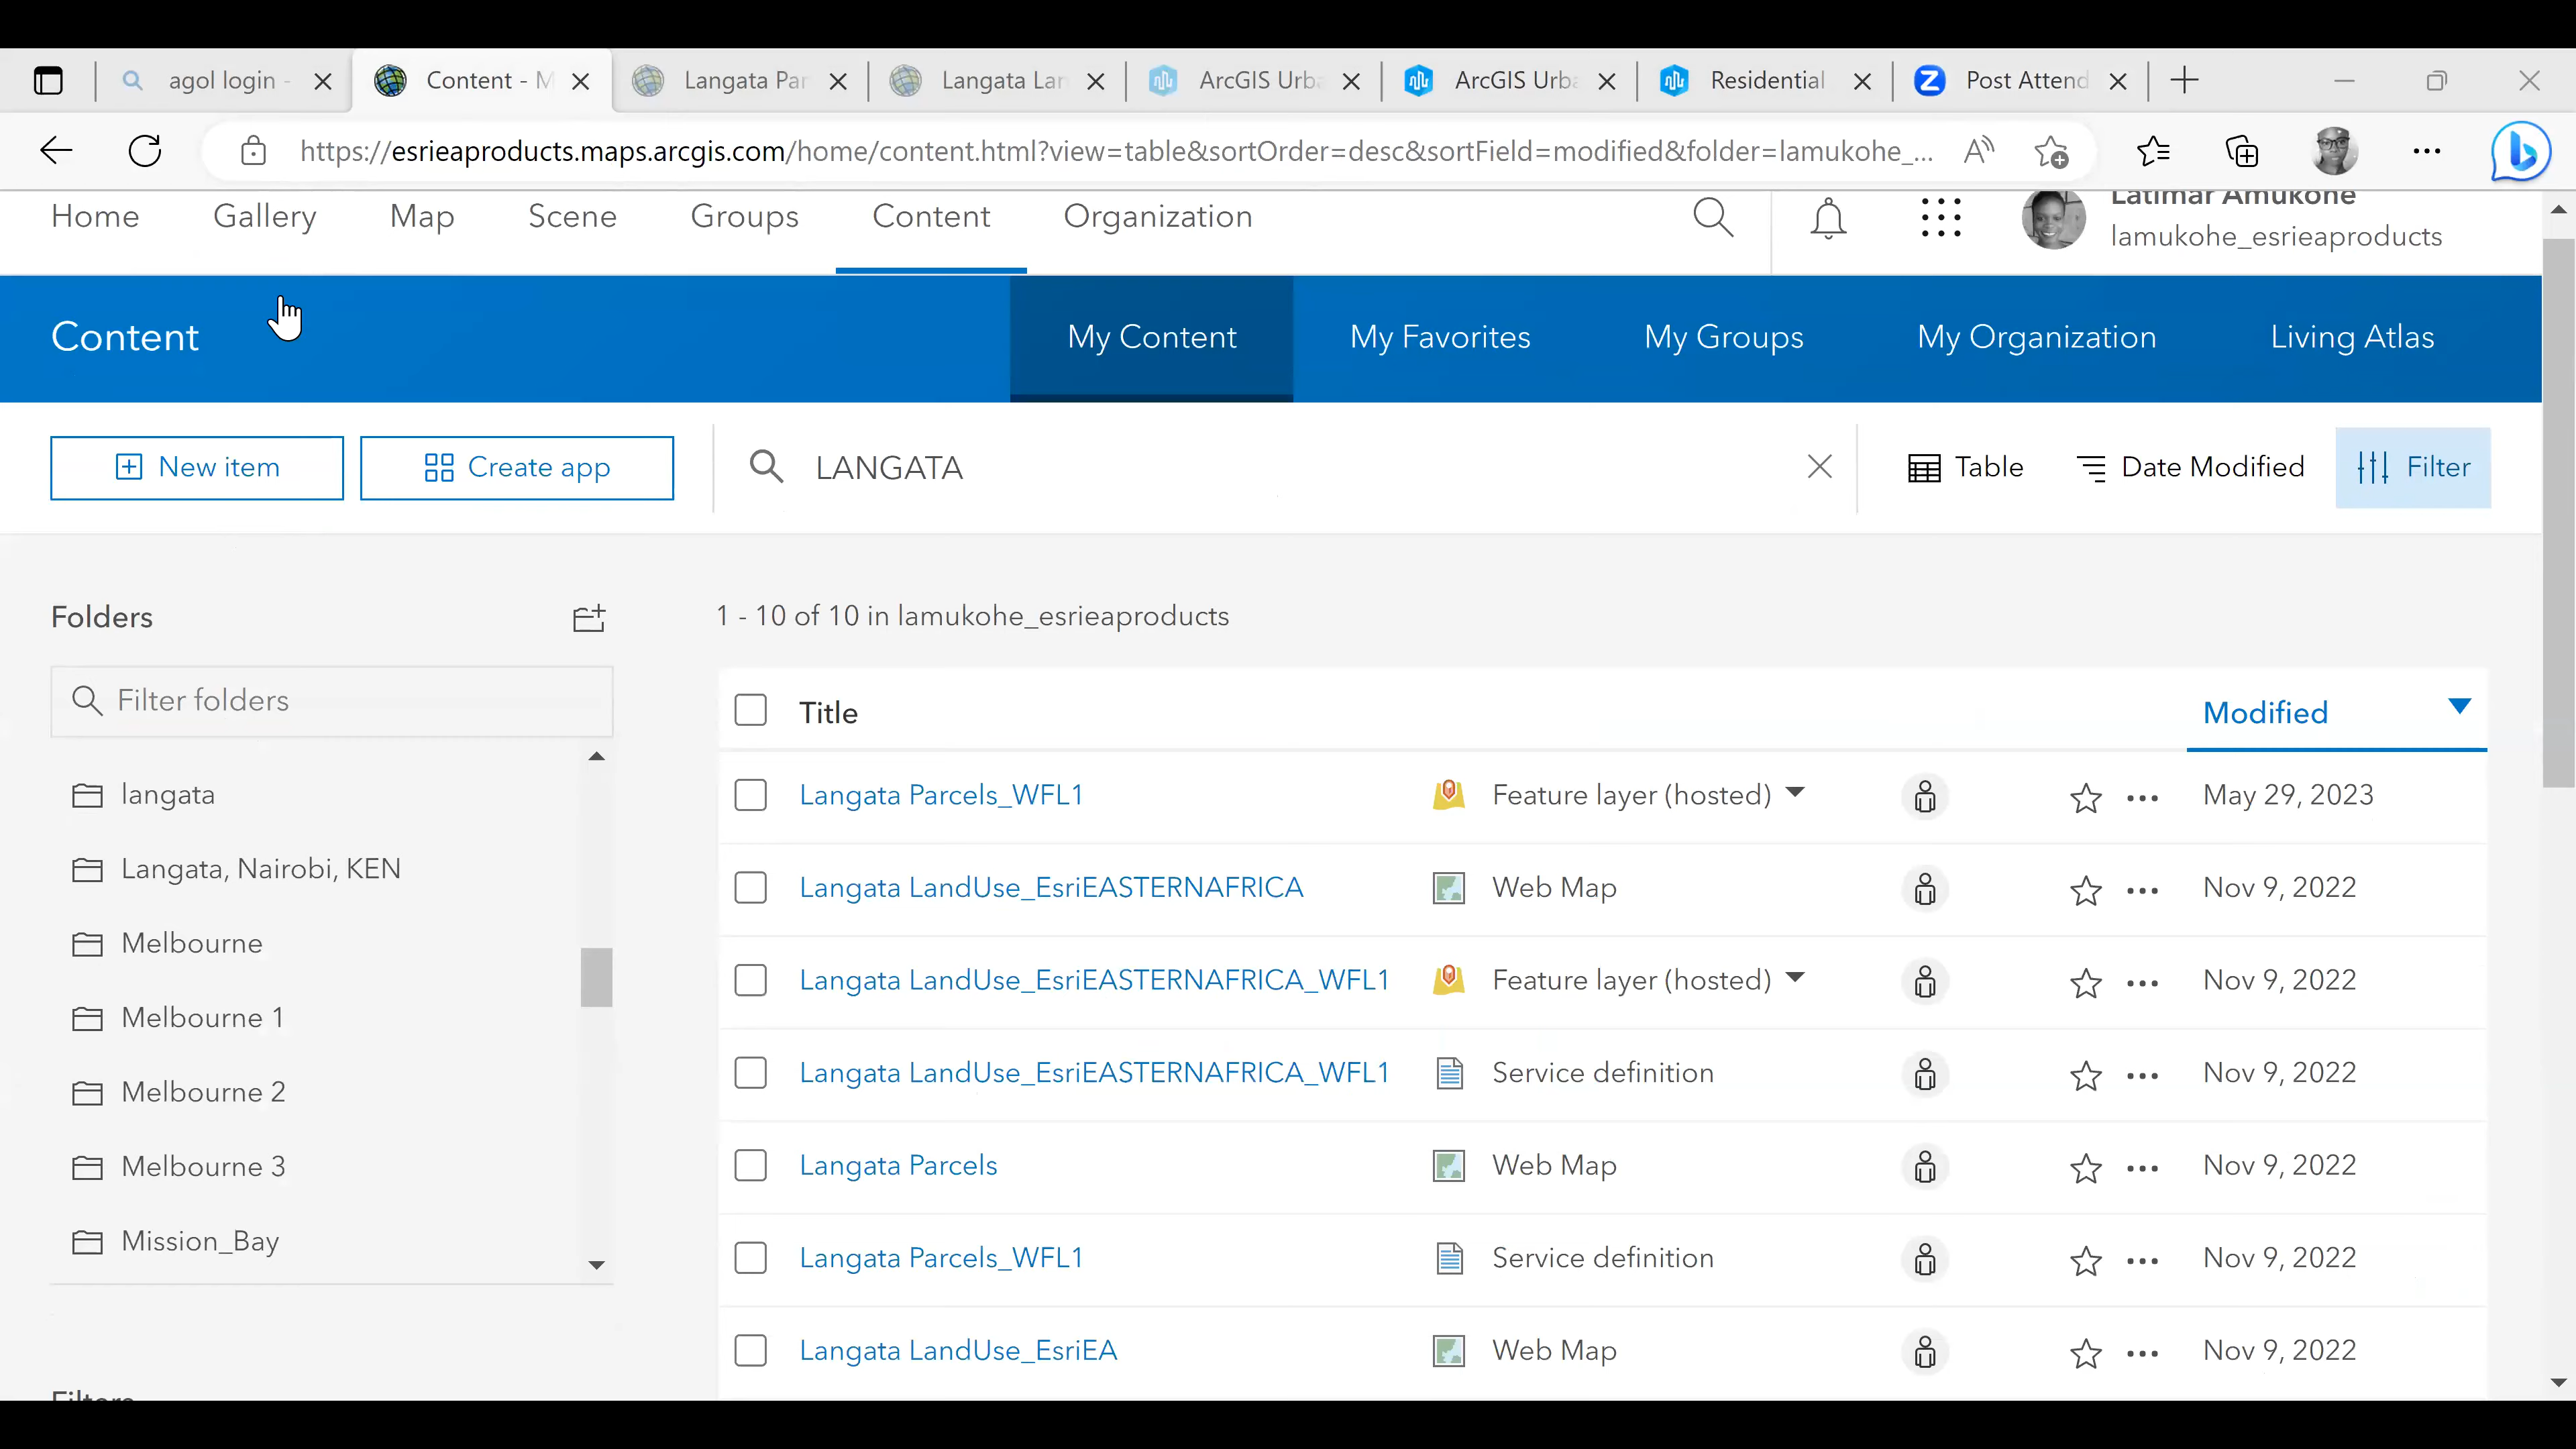 agol login -
Content - M
Langata Par
Langata Lar
ArcGIS Urba
ArcGIS Urba
Residential
Post Attend
https://esrieaproducts.maps.arcgis.com/home/content.html?view=table&sortOrder=desc&sortField=modified&folder=lamukohe_...
Home Gallery Map Scene Groups Content Organization
Latimar Amukohe
lamukohe_esrieaproducts
Content
My Content My Favorites My Groups My Organization Living Atlas
New item Create app LANGATA Table Date Modified Filter
Folders
1 - 10 of 10 in lamukohe_esrieaproducts
Filter folders
langata
Langata, Nairobi, KEN
Melbourne
Melbourne 1
Melbourne 2
Melbourne 3
Mission_Bay
Filters
Title Modified
Langata Parcels_WFL1 Feature layer (hosted) May 29, 2023
Langata LandUse_EsriEASTERNAFRICA Web Map Nov 9, 2022
Langata LandUse_EsriEASTERNAFRICA_WFL1 Feature layer (hosted) Nov 9, 2022
Langata LandUse_EsriEASTERNAFRICA_WFL1 Service definition Nov 9, 2022
Langata Parcels Web Map Nov 9, 2022
Langata Parcels_WFL1 Service definition Nov 9, 2022
Langata LandUse_EsriEA Web Map Nov 9, 2022